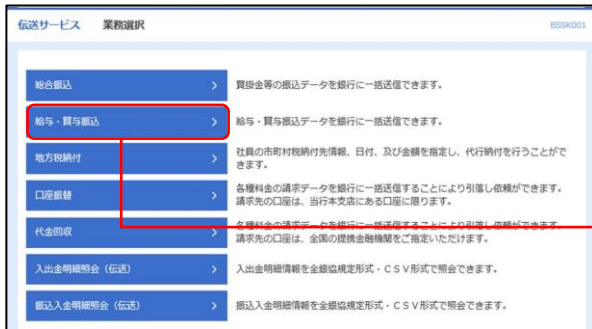 伝送サービス 業務選択 BSSK001
総合振込 買掛金等の振込データを銀行に一括送信できます。
給与・賞与振込 給与・賞与振込データを銀行に一括送信できます。
地方税納付 社員の市町村税納付先情報、日付、及び金額を指定し、代行納付を行うことがで
きます。
口座振替 各種料金の請求データを銀行に一括送信することにより引落し依頼ができます。
請求先の口座は、当行本支店にある口座に限ります。
代金回収 各種料金の請求データを銀行に一括送信することにより引落し依頼ができます。
請求先の口座は、全国の提携金融機関をご指定いただけます。
入出金明細照会（伝送） 入出金明細情報を全銀協規定形式・ＣＳＶ形式で照会できます。
振込入金明細照会（伝送） 振込入金明細情報を全銀協規定形式・ＣＳＶ形式で照会できます。